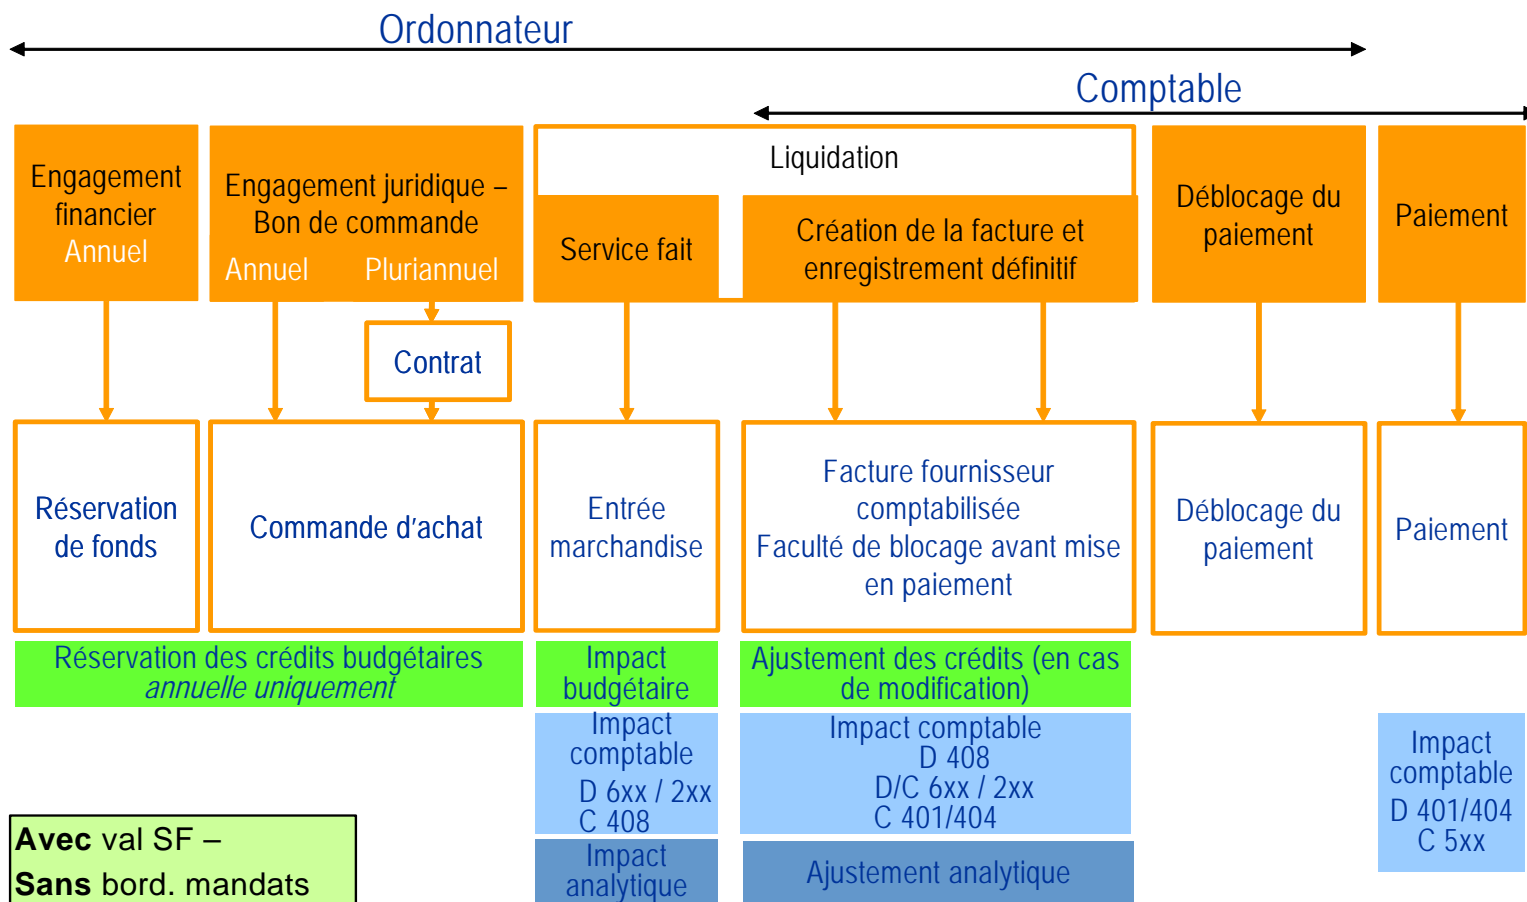 Ordonnateur
Comptable
Engagement
financier
Annuel
Engagement juridique –
Bon de commande
Annuel
Pluriannuel
Liquidation
Service fait
Création de la facture et
enregistrement définitif
Déblocage du
paiement
Paiement
Contrat
Réservation
de fonds
Commande d'achat
Entrée
marchandise
Facture fournisseur
comptabilisée
Faculté de blocage avant mise
en paiement
Déblocage du
paiement
Paiement
Réservation des crédits budgétaires
annuelle uniquement
Impact
budgétaire
Ajustement des crédits (en cas
de modification)
Impact
comptable
D 6xx / 2xx
C 408
Impact comptable
D 408
D/C 6xx / 2xx
C 401/404
Impact
comptable
D 401/404
C 5xx
Impact
analytique
Ajustement analytique
Avec val SF –
Sans bord. mandats